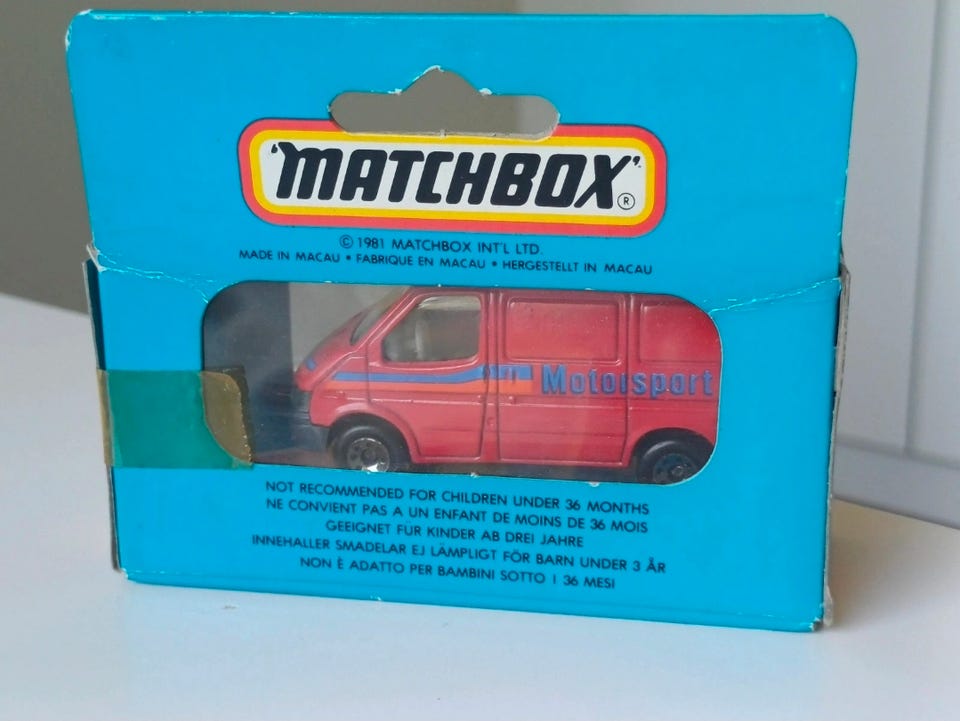 'MATCHBOX'®
© 1981 MATCHBOX INT'L LTD.
MADE IN MACAU • FABRIQUE EN MACAU • HERGESTELLT IN MACAU
Motorsport
NOT RECOMMENDED FOR CHILDREN UNDER 36 MONTHS
NE CONVIENT PAS A UN ENFANT DE MOINS DE 36 MOIS
GEEIGNET FÜR KINDER AB DREI JAHRE
INNEHALLER SMADELAR EJ LÄMPLIGT FÖR BARN UNDER 3 ÅR
NON È ADATTO PER BAMBINI SOTTO I 36 MESI